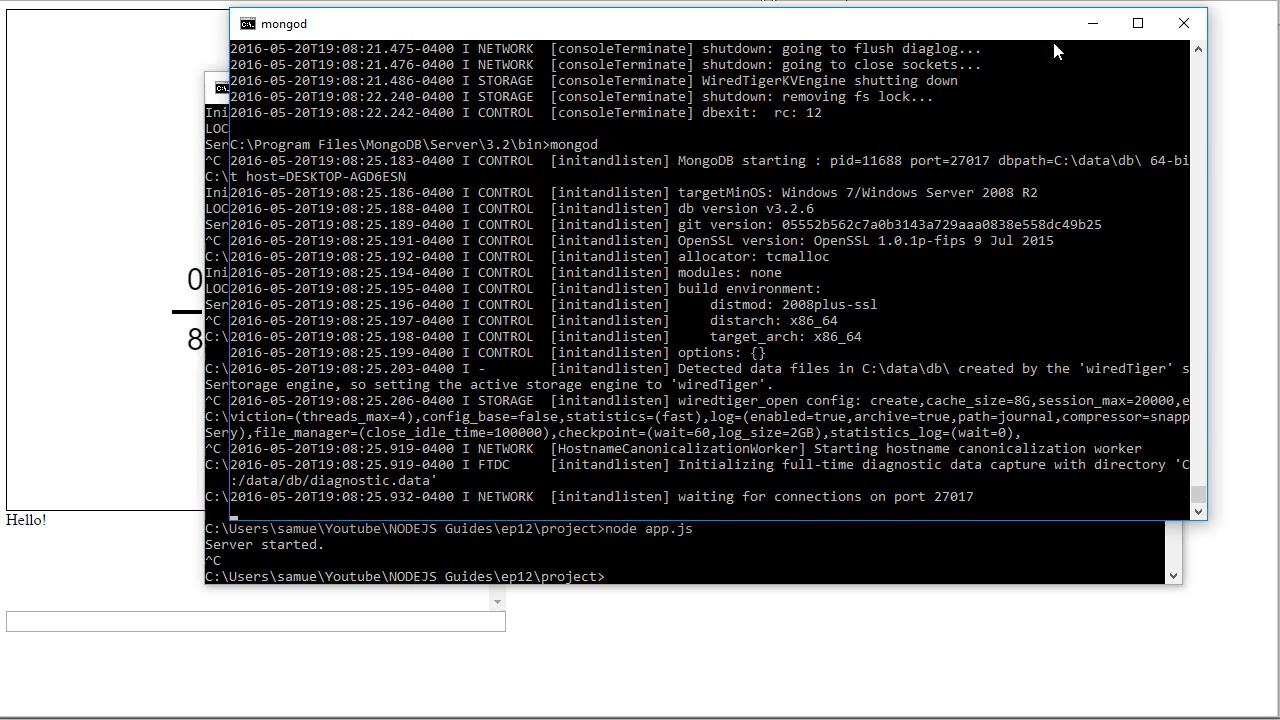 mongod
2016-05-20T19:08:21.475-0400 I NETWORK  [consoleTerminate] shutdown: going to flush diaglog...
2016-05-20T19:08:21.476-0400 I NETWORK  [consoleTerminate] shutdown: going to close sockets...
2016-05-20T19:08:21.486-0400 I STORAGE  [consoleTerminate] WiredTigerKVEngine shutting down
2016-05-20T19:08:22.240-0400 I STORAGE  [consoleTerminate] shutdown: removing fs lock...
2016-05-20T19:08:22.242-0400 I CONTROL  [consoleTerminate] dbexit:  rc: 12
C:\Program Files\MongoDB\Server\3.2\bin>mongod
2016-05-20T19:08:25.183-0400 I CONTROL  [initandlisten] MongoDB starting : pid=11688 port=27017 dbpath=C:\data\db\ 64-bi
t host=DESKTOP-AGD6ESN
2016-05-20T19:08:25.186-0400 I CONTROL  [initandlisten] targetMinOS: Windows 7/Windows Server 2008 R2
2016-05-20T19:08:25.188-0400 I CONTROL  [initandlisten] db version v3.2.6
2016-05-20T19:08:25.189-0400 I CONTROL  [initandlisten] git version: 05552b562c7a0b3143a729aaa0838e558dc49b25
2016-05-20T19:08:25.191-0400 I CONTROL  [initandlisten] OpenSSL version: OpenSSL 1.0.1p-fips 9 Jul 2015
2016-05-20T19:08:25.192-0400 I CONTROL  [initandlisten] allocator: tcmalloc
2016-05-20T19:08:25.194-0400 I CONTROL  [initandlisten] modules: none
2016-05-20T19:08:25.195-0400 I CONTROL  [initandlisten] build environment:
2016-05-20T19:08:25.196-0400 I CONTROL  [initandlisten]     distmod: 2008plus-ssl
2016-05-20T19:08:25.197-0400 I CONTROL  [initandlisten]     distarch: x86_64
2016-05-20T19:08:25.198-0400 I CONTROL  [initandlisten]     target_arch: x86_64
2016-05-20T19:08:25.199-0400 I CONTROL  [initandlisten] options: {}
2016-05-20T19:08:25.203-0400 I -        [initandlisten] Detected data files in C:\data\db\ created by the 'wiredTiger' s
torage engine, so setting the active storage engine to 'wiredTiger'.
2016-05-20T19:08:25.206-0400 I STORAGE  [initandlisten] wiredtiger_open config: create,cache_size=8G,session_max=20000,e
viction=(threads_max=4),config_base=false,statistics=(fast),log=(enabled=true,archive=true,path=journal,compressor=snapp
y),file_manager=(close_idle_time=100000),checkpoint=(wait=60,log_size=2GB),statistics_log=(wait=0),
2016-05-20T19:08:25.919-0400 I NETWORK  [HostnameCanonicalizationWorker] Starting hostname canonicalization worker
2016-05-20T19:08:25.919-0400 I FTDC     [initandlisten] Initializing full-time diagnostic data capture with directory 'C
:/data/db/diagnostic.data'
2016-05-20T19:08:25.932-0400 I NETWORK  [initandlisten] waiting for connections on port 27017
Ini
LOC
Ser
^C
C:\
Ini
LOC
Ser
^C
C:\
Ini
LOC
Ser
^C
C:\
C:\
Ser
^C
C:\
Ser
^C
C:\
C:\
0
8
Hello!
C:\Users\samue\Youtube\NODEJS Guides\ep12\project>node app.js
Server started.
^C
C:\Users\samue\Youtube\NODEJS Guides\ep12\project>